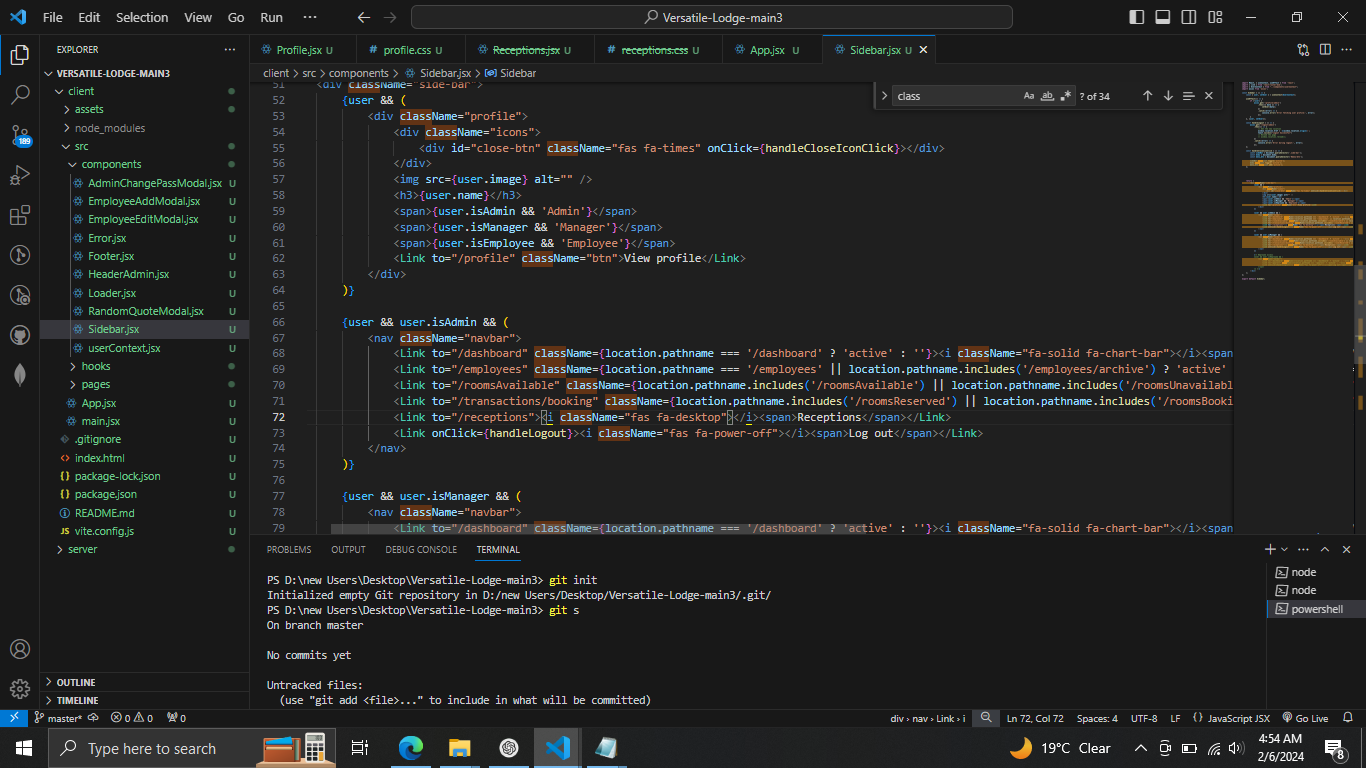 File Edit Selection View Go Run ··· Versatile-Lodge-main3
EXPLORER ···
VERSATILE-LODGE-MAIN3
client
assets
node_modules
src
components
AdminChangePassModal.jsx U
EmployeeAddModal.jsx U
EmployeeEditModal.jsx U
Error.jsx U
Footer.jsx U
HeaderAdmin.jsx U
Loader.jsx U
RandomQuoteModal.jsx U
Sidebar.jsx U
userContext.jsx U
hooks
pages
App.jsx U
main.jsx U
.gitignore U
index.html U
package-lock.json U
package.json U
README.md U
vite.config.js U
server
OUTLINE
TIMELINE
189
Profile.jsx U # profile.css U Receptions.jsx U # receptions.css U App.jsx U Sidebar.jsx U
client > src > components > Sidebar.jsx > Sidebar
class Aa ab ? of 34
51 <div className="side-bar">
52 {user && (
53 <div className="profile">
54 <div className="icons">
55 <div id="close-btn" className="fas fa-times" onClick={handleCloseIconClick}></div>
56 </div>
57 <img src={user.image} alt="" />
58 <h3>{user.name}</h3>
59 <span>{user.isAdmin && 'Admin'}</span>
60 <span>{user.isManager && 'Manager'}</span>
61 <span>{user.isEmployee && 'Employee'}</span>
62 <Link to="/profile" className="btn">View profile</Link>
63 </div>
64 )}
65
66 {user && user.isAdmin && (
67 <nav className="navbar">
68 <Link to="/dashboard" className={location.pathname === '/dashboard' ? 'active' : ''}><i className="fa-solid fa-chart-bar"></i><span
69 <Link to="/employees" className={location.pathname === '/employees' || location.pathname.includes('/employees/archive') ? 'active'
70 <Link to="/roomsAvailable" className={location.pathname.includes('/roomsAvailable') || location.pathname.includes('/roomsUnavailabl
71 <Link to="/transactions/booking" className={location.pathname.includes('/roomsReserved') || location.pathname.includes('/roomsBooki
72 <Link to="/receptions"><i className="fas fa-desktop"></i><span>Receptions</span></Link>
73 <Link onClick={handleLogout}><i className="fas fa-power-off"></i><span>Log out</span></Link>
74 </nav>
75 )}
76
77 {user && user.isManager && (
78 <nav className="navbar">
79 <Link to="/dashboard" className={location.pathname === '/dashboard' ? 'active' : ''}><i className="fa-solid fa-chart-bar"></i><span
PROBLEMS OUTPUT DEBUG CONSOLE TERMINAL
PS D:\new Users\Desktop\Versatile-Lodge-main3> git init
Initialized empty Git repository in D:/new Users/Desktop/Versatile-Lodge-main3/.git/
PS D:\new Users\Desktop\Versatile-Lodge-main3> git s
On branch master

No commits yet

Untracked files:
(use "git add <file>..." to include in what will be committed)
node
node
powershell
master* 0 0 0 div › nav › Link › i Ln 72, Col 72 Spaces: 4 UTF-8 LF {} JavaScript JSX Go Live
Type here to search 19°C Clear 4:54 AM
2/6/2024
8